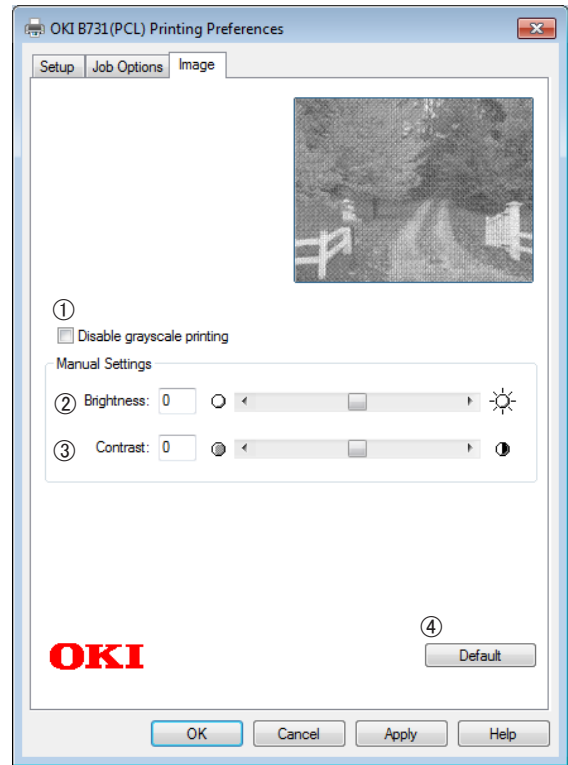 OKI B731(PCL) Printing Preferences
Setup Job Options Image
①
Disable grayscale printing
Manual Settings
② Brightness: 0
③ Contrast: 0
④
OKI Default
OK Cancel Apply Help